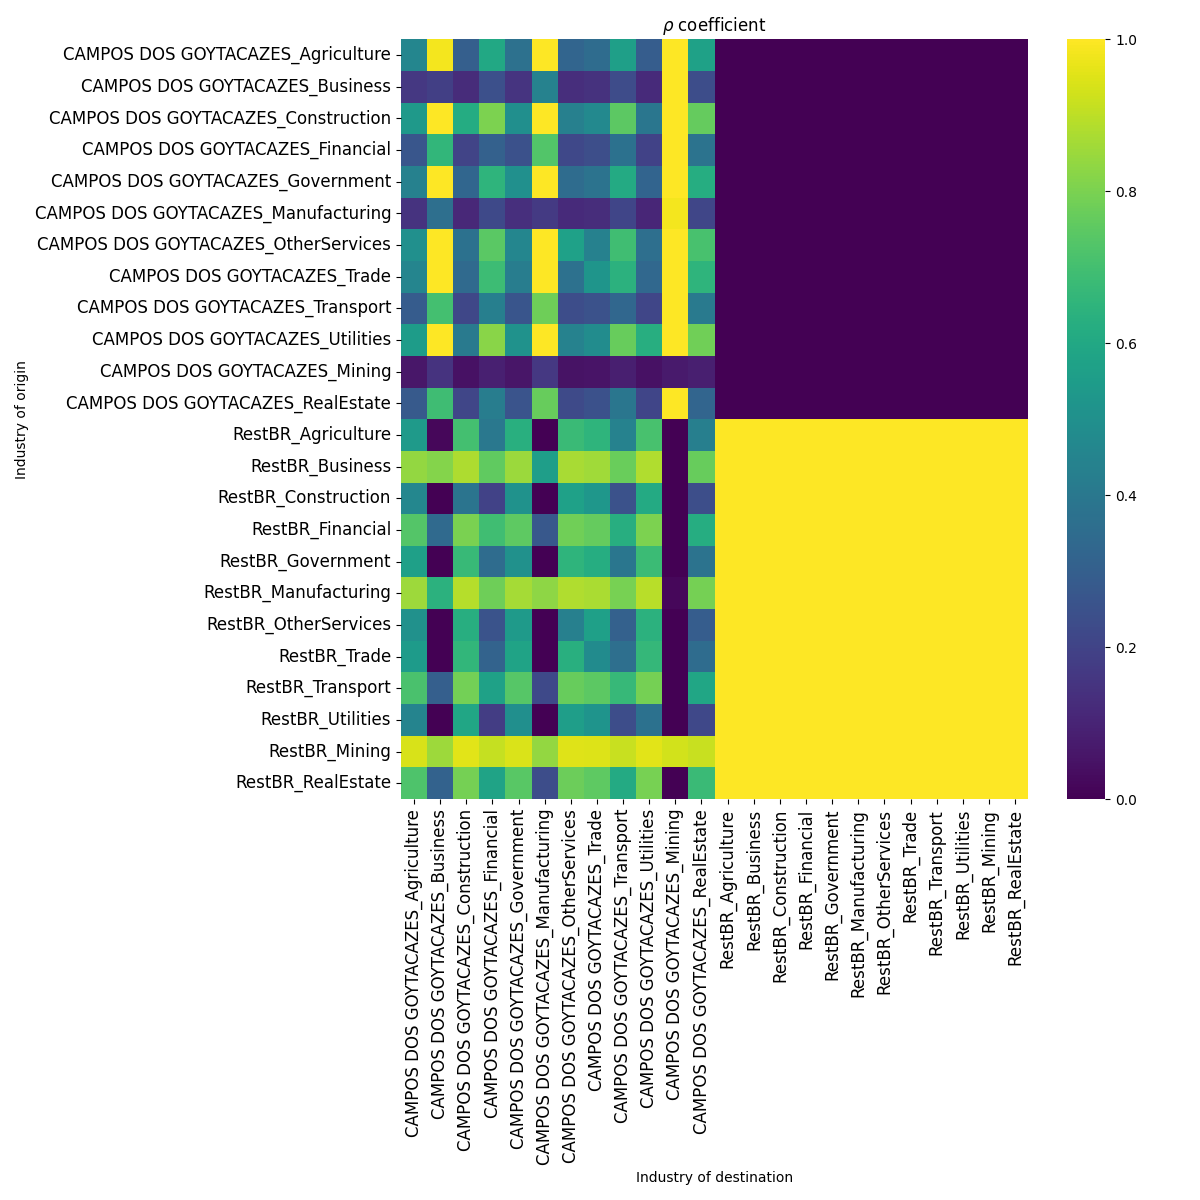 ρ coefficient
Industry of origin
CAMPOS DOS GOYTACAZES_Agriculture
CAMPOS DOS GOYTACAZES_Business
CAMPOS DOS GOYTACAZES_Construction
CAMPOS DOS GOYTACAZES_Financial
CAMPOS DOS GOYTACAZES_Government
CAMPOS DOS GOYTACAZES_Manufacturing
CAMPOS DOS GOYTACAZES_OtherServices
CAMPOS DOS GOYTACAZES_Trade
CAMPOS DOS GOYTACAZES_Transport
CAMPOS DOS GOYTACAZES_Utilities
CAMPOS DOS GOYTACAZES_Mining
CAMPOS DOS GOYTACAZES_RealEstate
RestBR_Agriculture
RestBR_Business
RestBR_Construction
RestBR_Financial
RestBR_Government
RestBR_Manufacturing
RestBR_OtherServices
RestBR_Trade
RestBR_Transport
RestBR_Utilities
RestBR_Mining
RestBR_RealEstate
1.0
0.8
0.6
0.4
0.2
0.0
CAMPOS DOS GOYTACAZES_Agriculture
CAMPOS DOS GOYTACAZES_Business
CAMPOS DOS GOYTACAZES_Construction
CAMPOS DOS GOYTACAZES_Financial
CAMPOS DOS GOYTACAZES_Government
CAMPOS DOS GOYTACAZES_Manufacturing
CAMPOS DOS GOYTACAZES_OtherServices
CAMPOS DOS GOYTACAZES_Trade
CAMPOS DOS GOYTACAZES_Transport
CAMPOS DOS GOYTACAZES_Utilities
CAMPOS DOS GOYTACAZES_Mining
CAMPOS DOS GOYTACAZES_RealEstate
RestBR_Agriculture
RestBR_Business
RestBR_Construction
RestBR_Financial
RestBR_Government
RestBR_Manufacturing
RestBR_OtherServices
RestBR_Trade
RestBR_Transport
RestBR_Utilities
RestBR_Mining
RestBR_RealEstate
Industry of destination